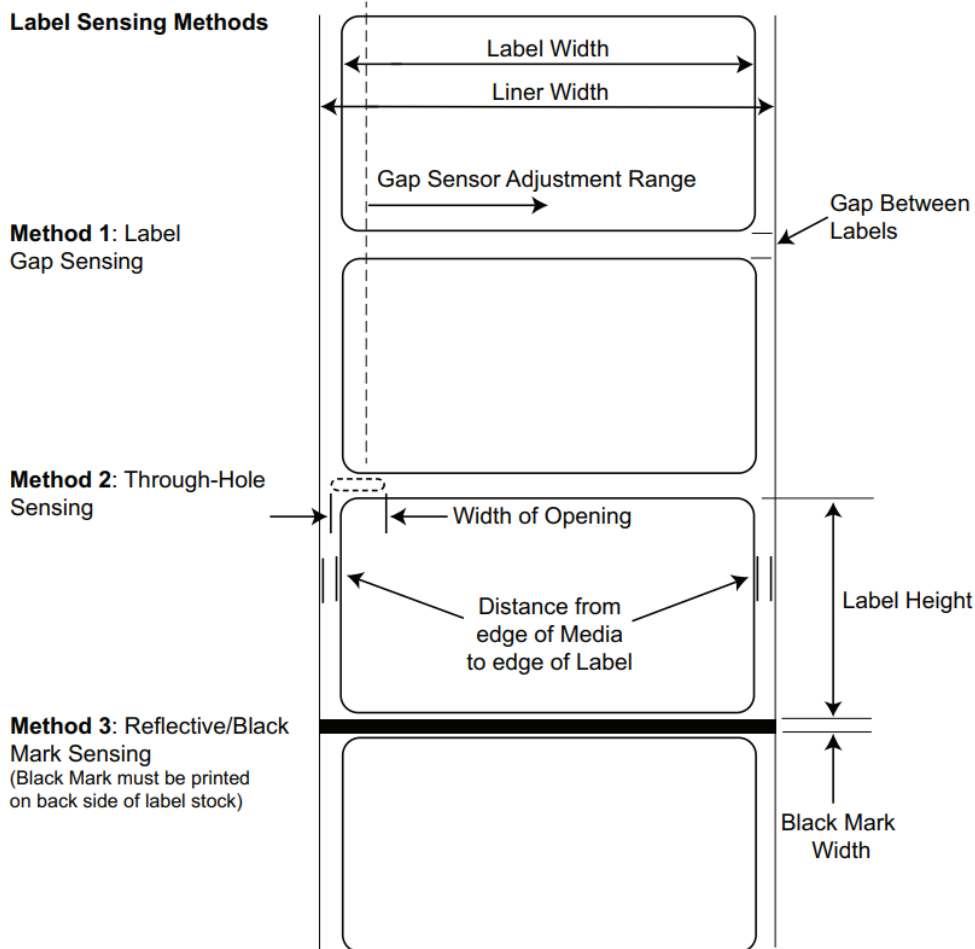 Label Sensing Methods
Label Width
Liner Width
Gap Sensor Adjustment Range
Gap Between
Labels
Method 1: Label
Gap Sensing
Method 2: Through-Hole
Sensing
Width of Opening
Distance from
edge of Media
to edge of Label
Label Height
Method 3: Reflective/Black
Mark Sensing
(Black Mark must be printed
on back side of label stock)
Black Mark
Width